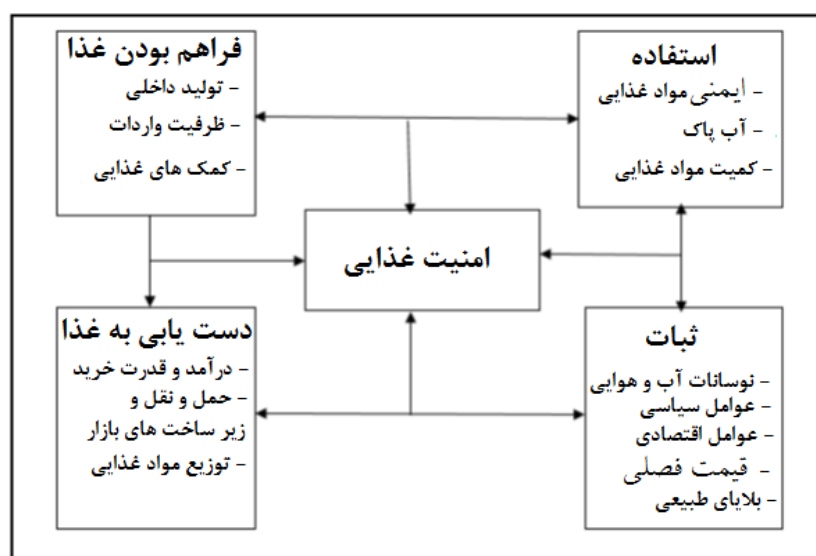 فراهم بودن غذا
- تولید داخلی
- ظرفیت واردات
- کمک های غذایی
استفاده
- ایمنی مواد غذایی
- آب پاک
- کمیت مواد غذایی
امنیت غذایی
دست یابی به غذا
- درآمد و قدرت خرید
- حمل و نقل و
زیر ساخت های بازار
- توزیع مواد غذایی
ثبات
- نوسانات آب و هوایی
- عوامل سیاسی
- عوامل اقتصادی
- قیمت فصلی
- بلایای طبیعی